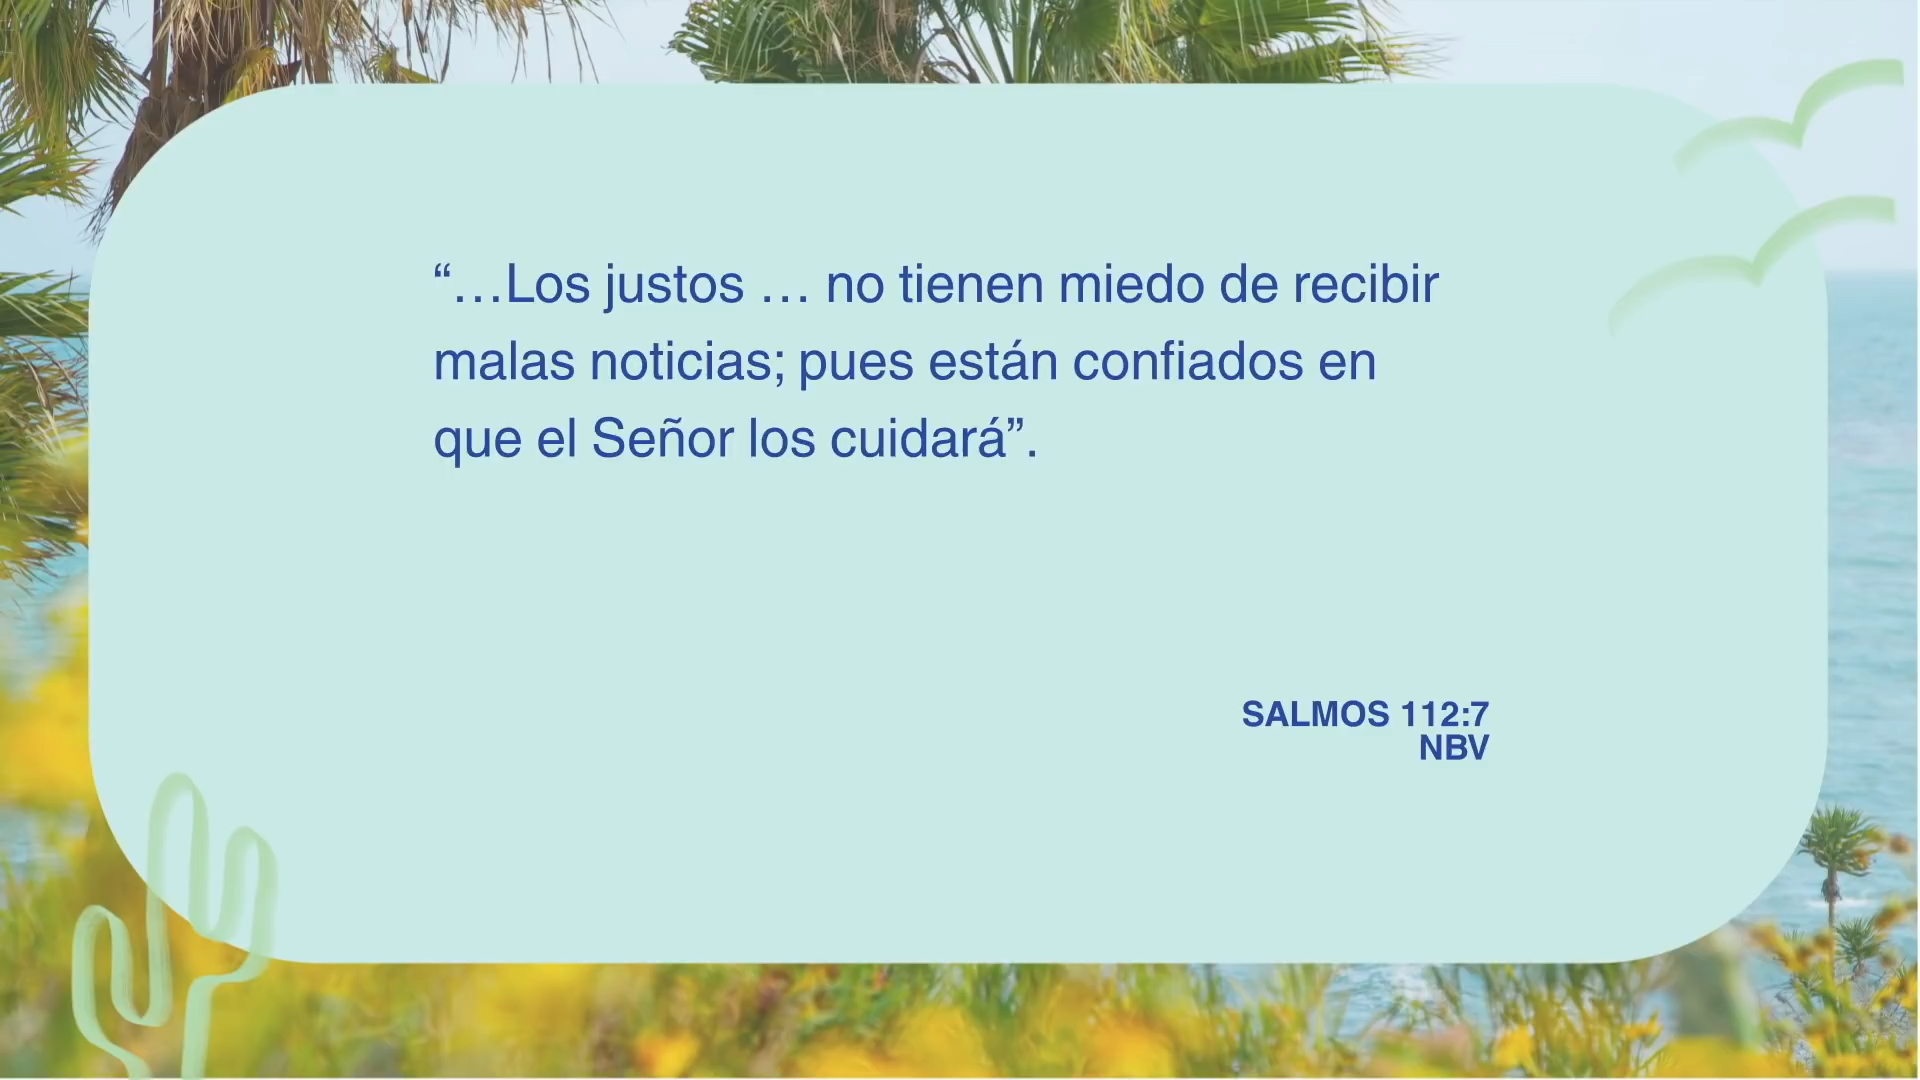 “…Los justos … no tienen miedo de recibir
malas noticias; pues están confiados en
que el Señor los cuidará”.
SALMOS 112:7
NBV